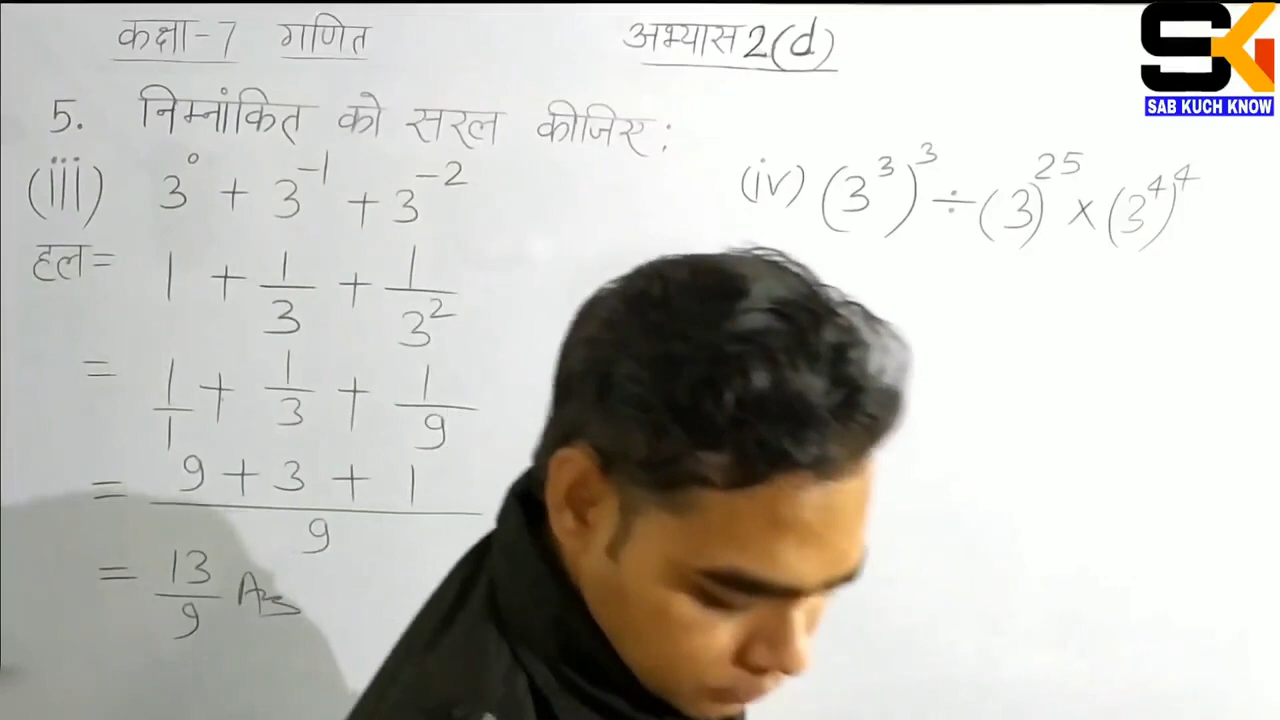 कक्षा-7 गणित अभ्यास 2(d)
SK
SAB KUCH KNOW
5. निम्नांकित को सरल कीजिए:
(iii) 3⁰ + 3⁻¹ + 3⁻²
(iv) (3³)³ ÷ (3)²⁵ × (3⁴)⁴
हल= 1 + 1/3 + 1/3²
= 1/1 + 1/3 + 1/9
= 9 + 3 + 1 / 9
= 13/9 Ans